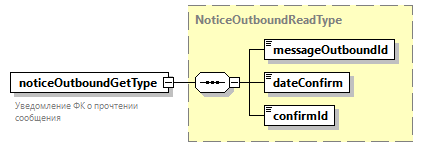 NoticeOutboundReadType
messageOutboundId
noticeOutboundGetType
dateConfirm
Уведомление ФК о прочтении
сообщения
confirmId